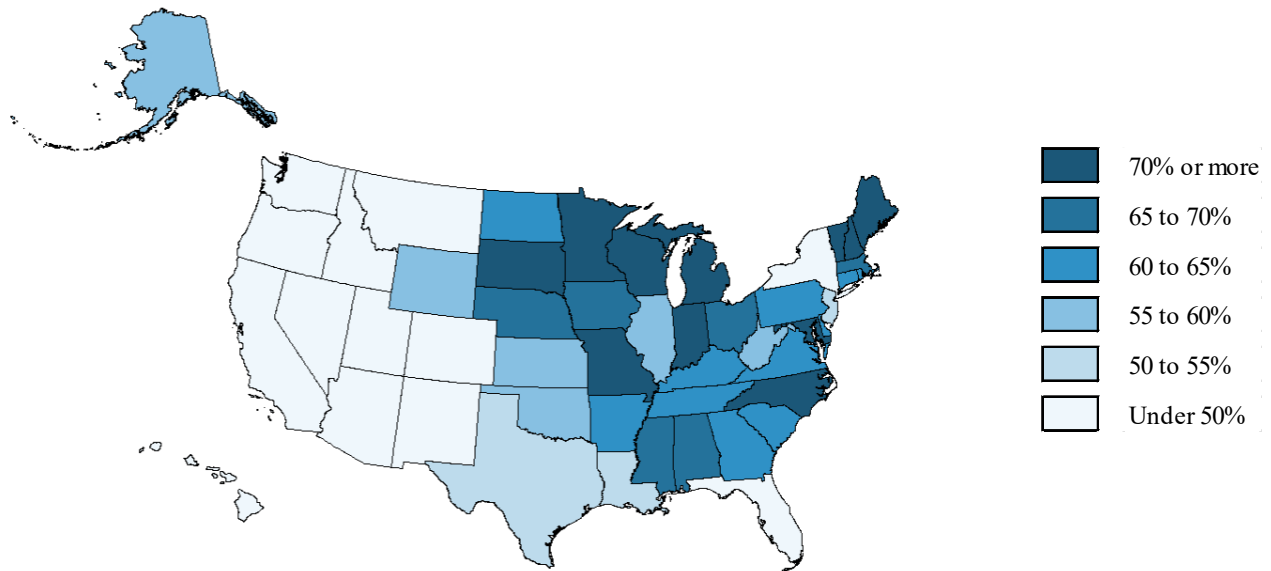 70% or more
65 to 70%
60 to 65%
55 to 60%
50 to 55%
Under 50%